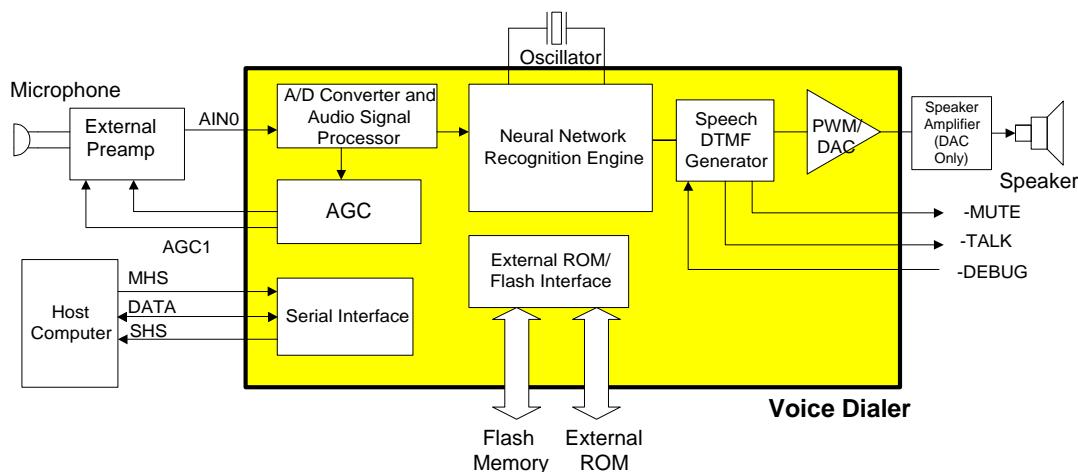 Oscillator
Microphone
External
Preamp
AIN0
A/D Converter and
Audio Signal
Processor
Neural Network
Recognition Engine
Speech
DTMF
Generator
PWM/
DAC
Speaker
Amplifier
(DAC
Only)
Speaker
AGC
AGC1
-MUTE
-TALK
-DEBUG
Host
Computer
MHS
DATA
SHS
Serial Interface
External ROM/
Flash Interface
Voice Dialer
Flash
Memory
External
ROM